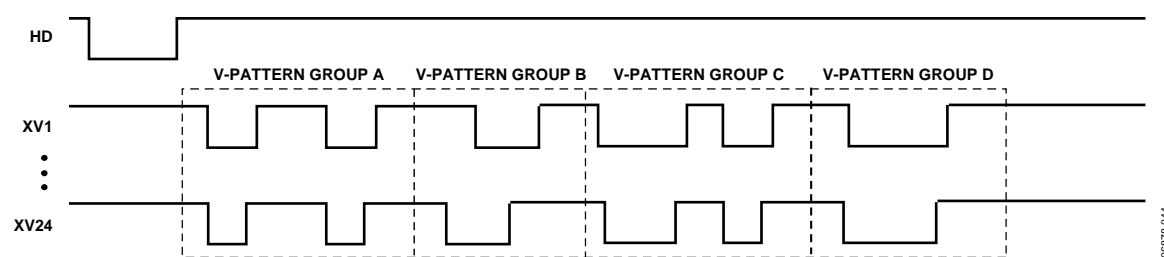 HD
V-PATTERN GROUP A V-PATTERN GROUP B V-PATTERN GROUP C V-PATTERN GROUP D
XV1
XV24